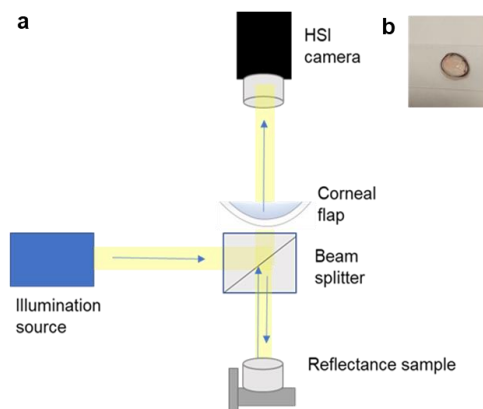 a
HSI
camera
b
Corneal
flap
Beam
splitter
Illumination
source
Reflectance sample